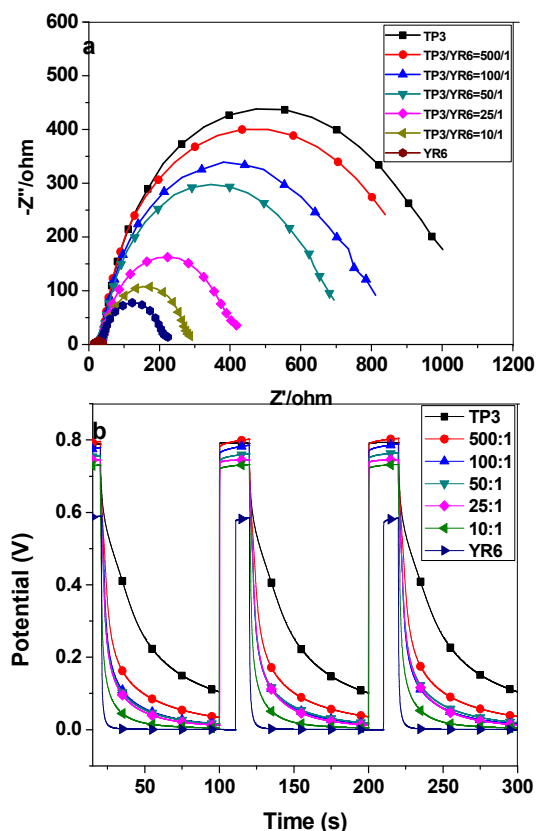 a
-Z''/ohm
600
500
400
300
200
100
0
TP3
TP3/YR6=500/1
TP3/YR6=100/1
TP3/YR6=50/1
TP3/YR6=25/1
TP3/YR6=10/1
YR6
0 200 400 600 800 1000 1200
Z'/ohm
b
Potential (V)
0.8
0.6
0.4
0.2
0.0
TP3
500:1
100:1
50:1
25:1
10:1
YR6
50 100 150 200 250 300
Time (s)